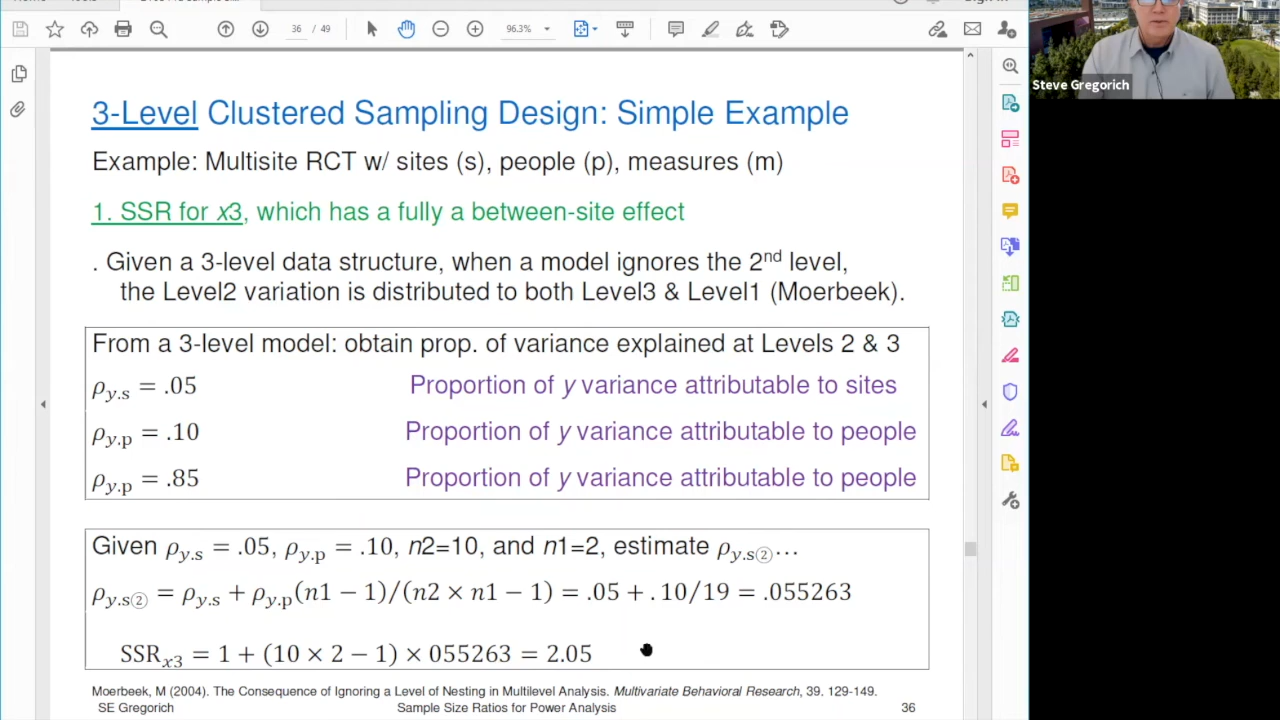 36 / 49
96.3%
Steve Gregorich
3-Level Clustered Sampling Design: Simple Example
Example: Multisite RCT w/ sites (s), people (p), measures (m)
1. SSR for x3, which has a fully a between-site effect
. Given a 3-level data structure, when a model ignores the 2nd level,
the Level2 variation is distributed to both Level3 & Level1 (Moerbeek).
From a 3-level model: obtain prop. of variance explained at Levels 2 & 3
ρy.s = .05 Proportion of y variance attributable to sites
ρy.p = .10 Proportion of y variance attributable to people
ρy.p = .85 Proportion of y variance attributable to people
Given ρy.s = .05, ρy.p = .10, n2=10, and n1=2, estimate ρy.s②…
ρy.s② = ρy.s + ρy.p(n1 − 1)/(n2 × n1 − 1) = .05 + . 10/19 = .055263
SSRx3 = 1 + (10 × 2 − 1) × 055263 = 2.05
Moerbeek, M (2004). The Consequence of Ignoring a Level of Nesting in Multilevel Analysis. Multivariate Behavioral Research, 39. 129-149.
SE Gregorich Sample Size Ratios for Power Analysis 36